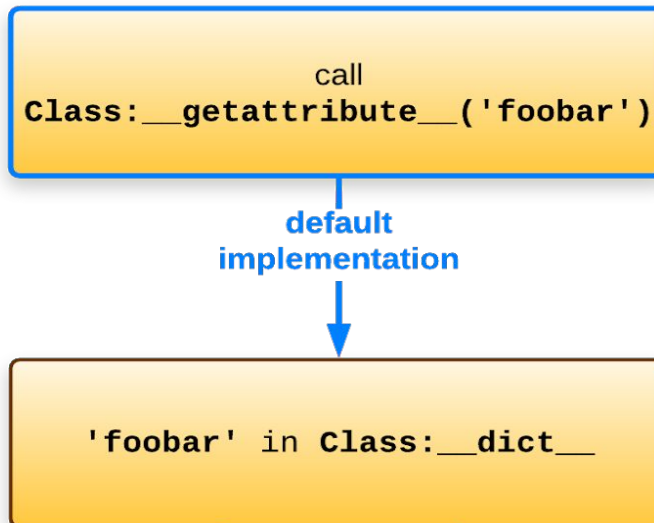 call
Class:__getattribute__('foobar')
default
implementation
'foobar' in Class:__dict__